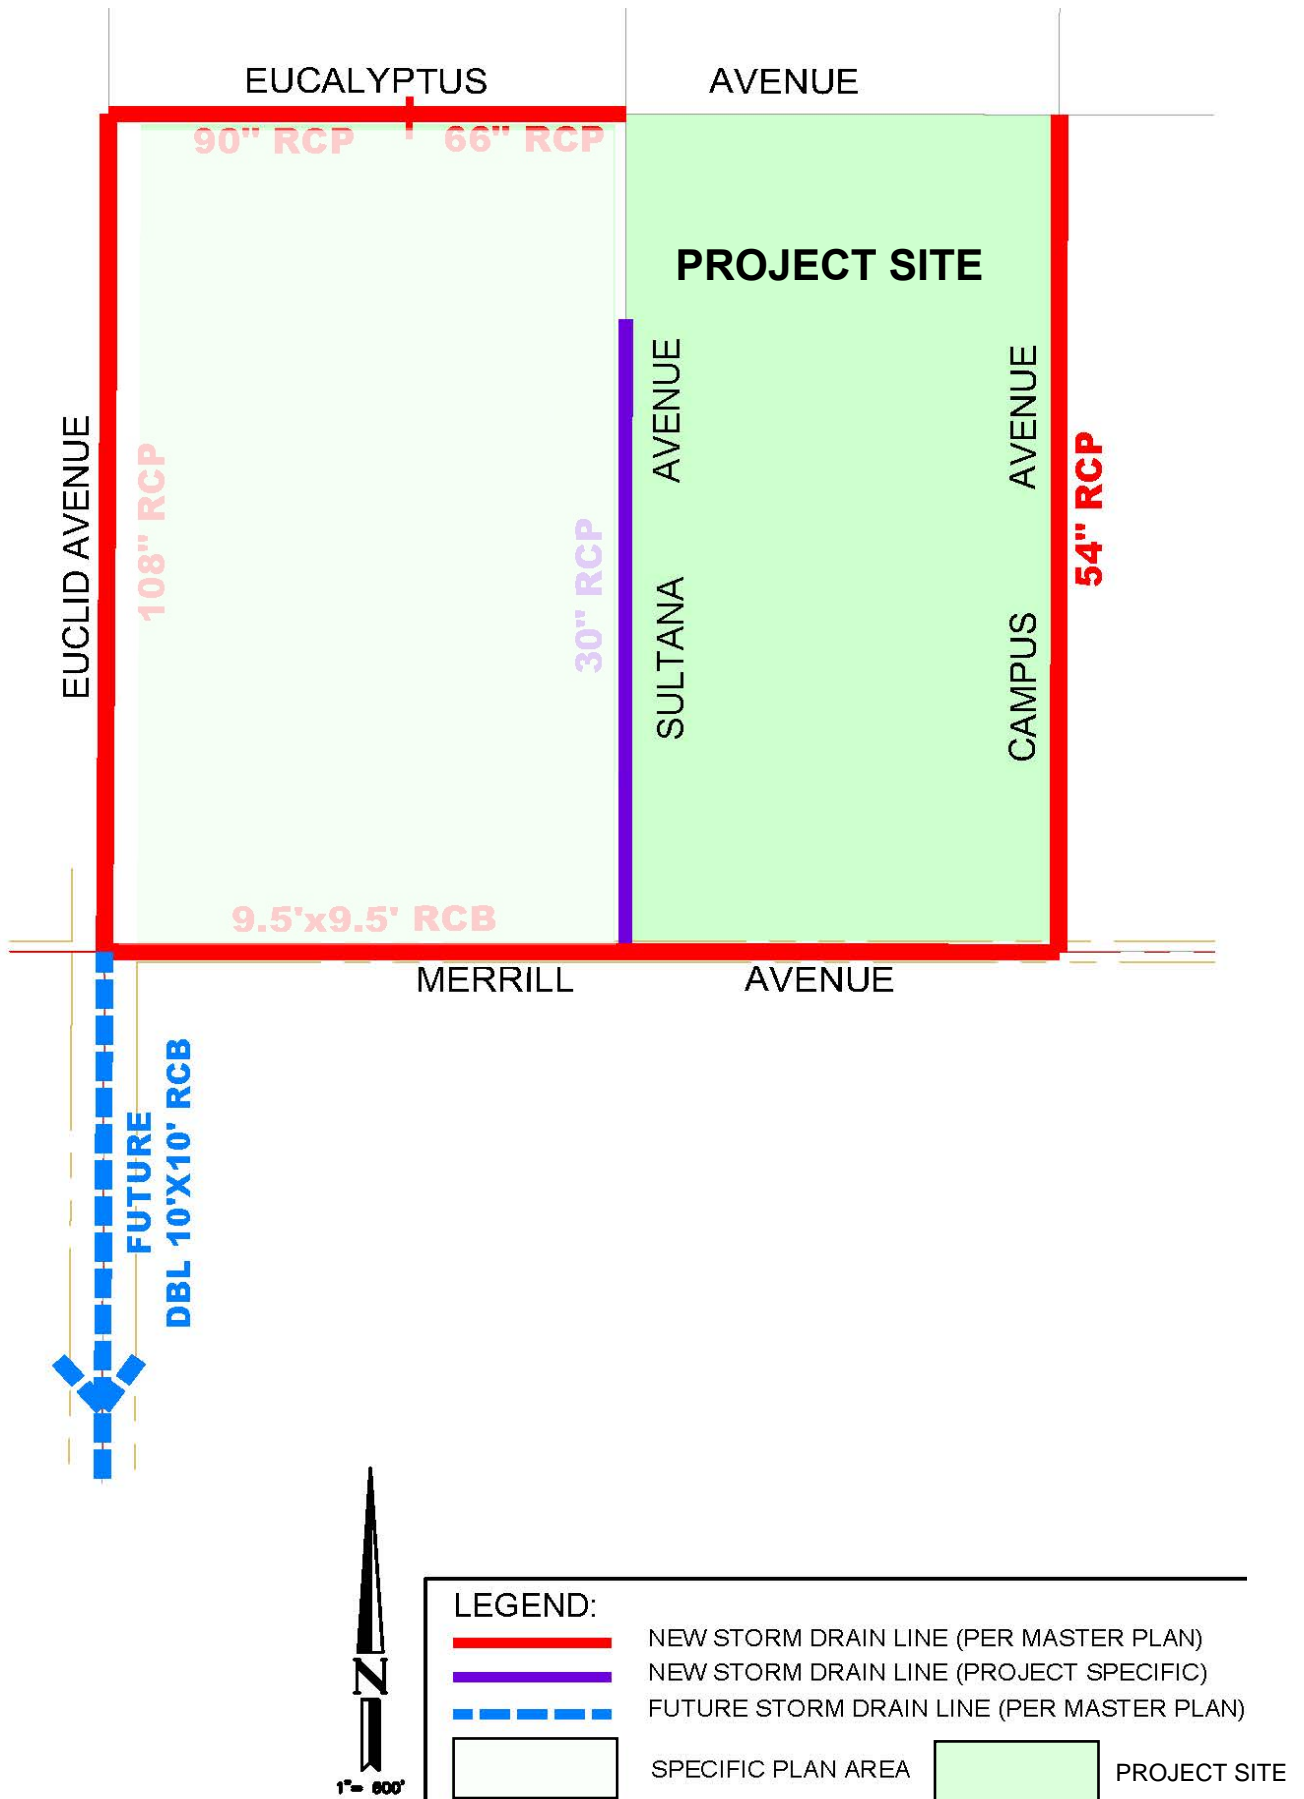 EUCALYPTUS AVENUE
90" RCP 66" RCP
PROJECT SITE
EUCLID AVENUE
108" RCP
30" RCP
SULTANA AVENUE
CAMPUS AVENUE
54" RCP
9.5'x9.5' RCB
MERRILL AVENUE
FUTURE
DBL 10'X10' RCB
N
1"= 600'
LEGEND:
NEW STORM DRAIN LINE (PER MASTER PLAN)
NEW STORM DRAIN LINE (PROJECT SPECIFIC)
FUTURE STORM DRAIN LINE (PER MASTER PLAN)
SPECIFIC PLAN AREA PROJECT SITE